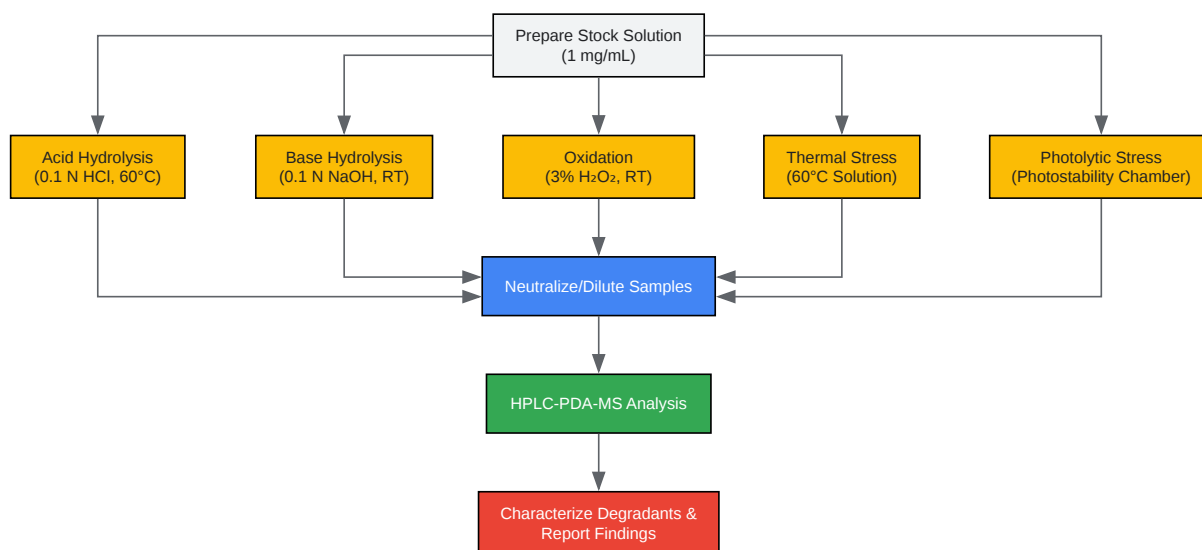 Prepare Stock Solution
(1 mg/mL)
Acid Hydrolysis
(0.1 N HCl, 60°C)
Base Hydrolysis
(0.1 N NaOH, RT)
Oxidation
(3% H₂O₂, RT)
Thermal Stress
(60°C Solution)
Photolytic Stress
(Photostability Chamber)
Neutralize/Dilute Samples
HPLC-PDA-MS Analysis
Characterize Degradants &
Report Findings